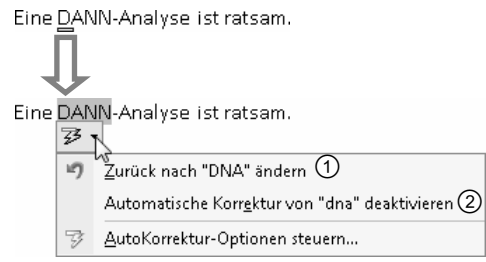 Eine DANN-Analyse ist ratsam.
Eine DANN-Analyse ist ratsam.
Zurück nach "DNA" ändern ①
Automatische Korrektur von "dna" deaktivieren ②
AutoKorrektur-Optionen steuern...